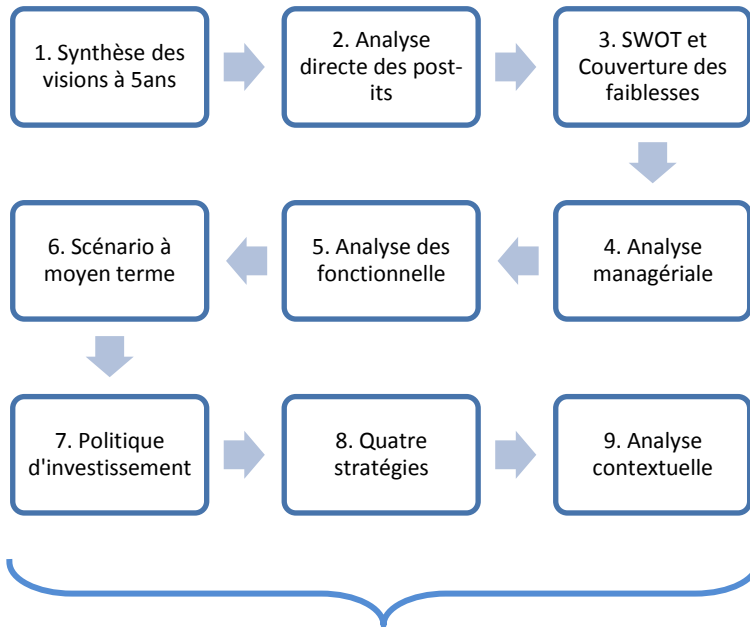 1. Synthèse des
visions à 5ans
2. Analyse
directe des post-
its
3. SWOT et
Couverture des
faiblesses
4. Analyse
managériale
5. Analyse des
fonctionnelle
6. Scénario à
moyen terme
7. Politique
d'investissement
8. Quatre
stratégies
9. Analyse
contextuelle